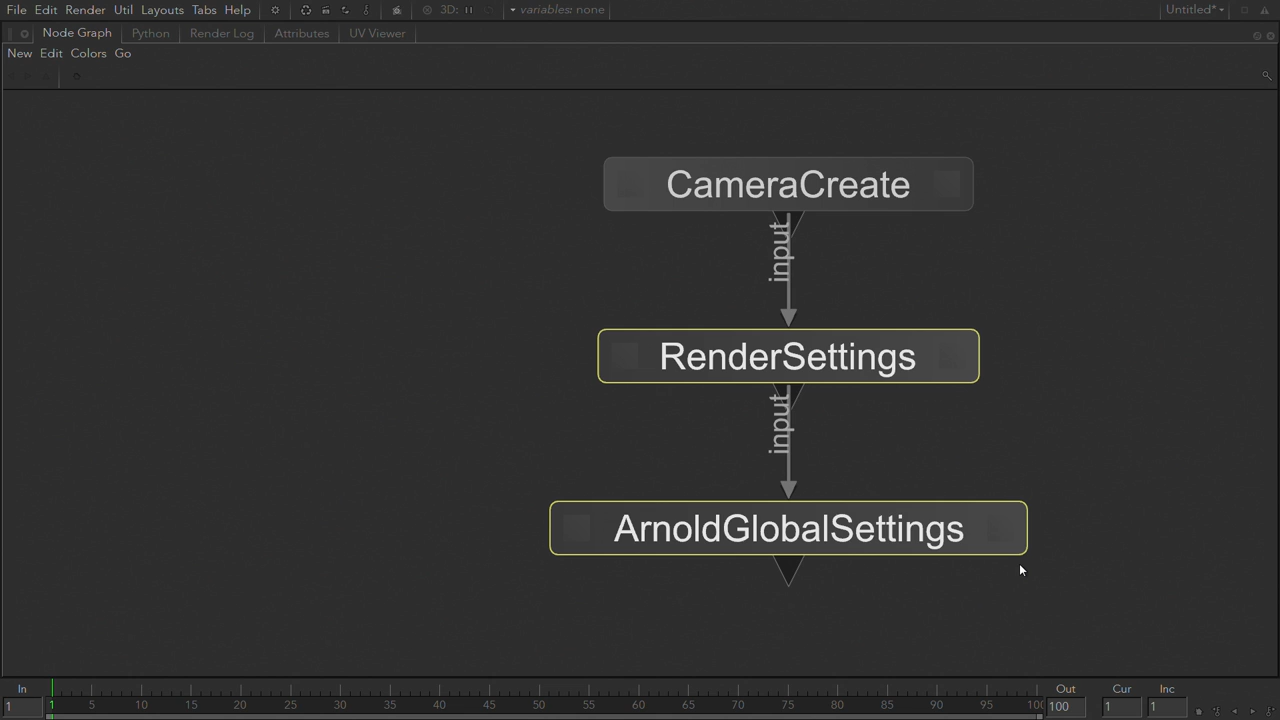 File Edit Render Util Layouts Tabs Help 3D: variables: none Untitled*
Node Graph Python Render Log Attributes UV Viewer
New Edit Colors Go
CameraCreate
input
RenderSettings
input
ArnoldGlobalSettings
In Out Cur Inc
1 1 5 10 15 20 25 30 35 40 45 50 55 60 65 70 75 80 85 90 95 100 100 1 1